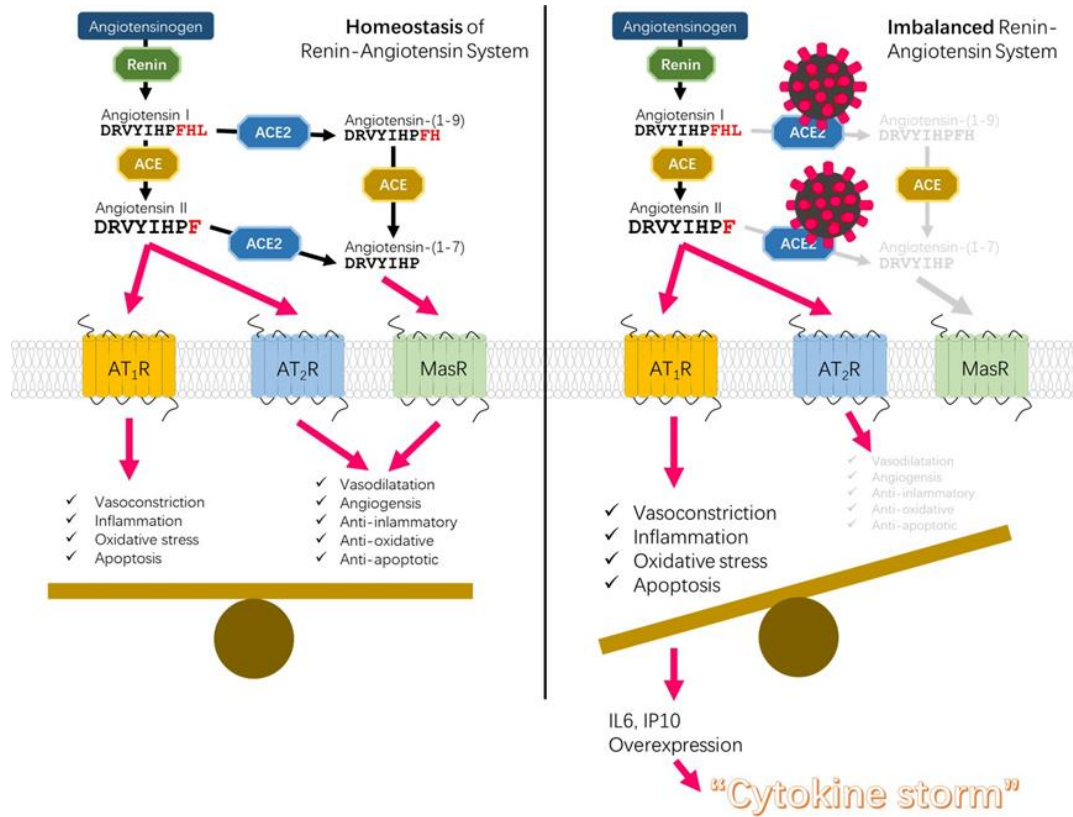 Angiotensinogen
Homeostasis of
Renin-Angiotensin System
Renin
Angiotensin I
DRVYIHPFHL
ACE2
Angiotensin-(1-9)
DRVYIHPFH
ACE
ACE
Angiotensin II
DRVYIHPF
ACE2
Angiotensin-(1-7)
DRVYIHP
AT1R
AT2R
MasR
✓ Vasoconstriction
✓ Inflammation
✓ Oxidative stress
✓ Apoptosis
✓ Vasodilatation
✓ Angiogensis
✓ Anti-inlammatory
✓ Anti-oxidative
✓ Anti-apoptotic
Angiotensinogen
Imbalanced Renin-
Angiotensin System
Renin
Angiotensin I
DRVYIHPFHL
ACE2
Angiotensin-(1-9)
DRVYIHPFH
ACE
ACE
Angiotensin II
DRVYIHPF
ACE2
Angiotensin-(1-7)
DRVYIHP
AT1R
AT2R
MasR
✓ Vasodilatation
✓ Angiogensis
✓ Anti-inlammatory
✓ Anti-oxidative
✓ Anti-apoptotic
✓ Vasoconstriction
✓ Inflammation
✓ Oxidative stress
✓ Apoptosis
IL6, IP10
Overexpression
“Cytokine storm”